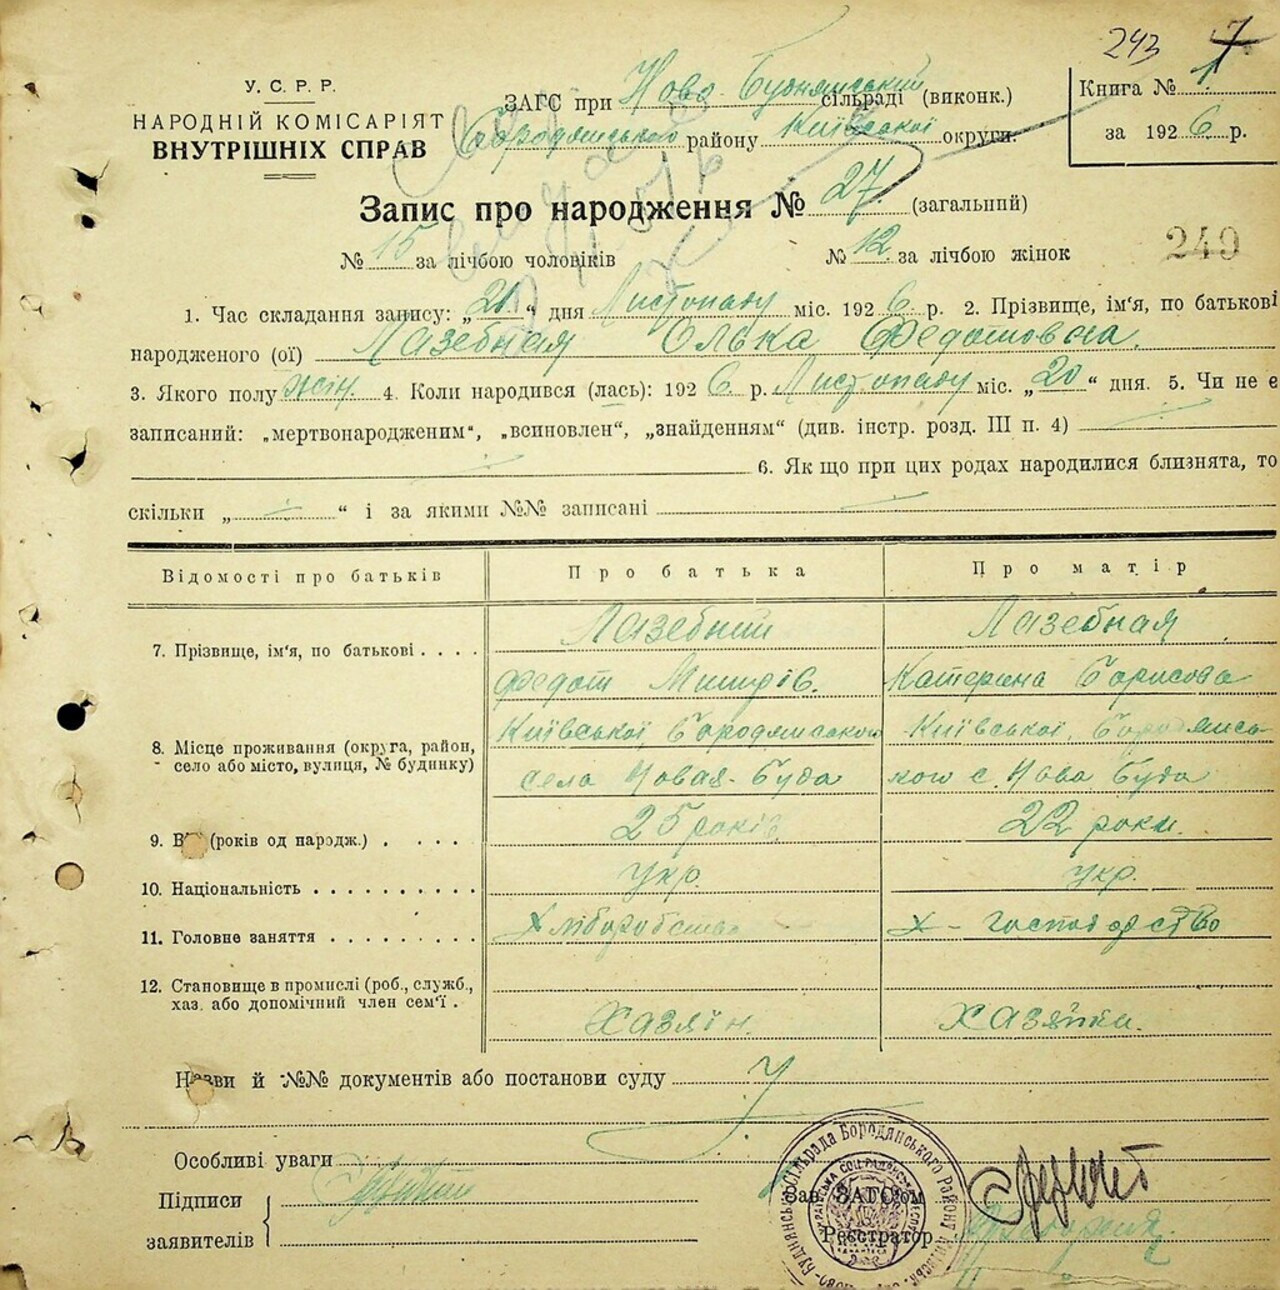 243 7
У. С. Р. Р.
НАРОДНІЙ КОМІСАРІЯТ
ВНУТРІШНІХ СПРАВ
ЗАГС при Ново-Буднянський сільраді (виконк.)
Бородянського району Київської округи.
Книга № 1
за 1926 р.
Запис про народження № 27. (загальний)
№ 15 за лічбою чоловіків № 12. за лічбою жінок
249
1. Час складання запису: „21.“ дня Листопаду міс. 1926 р. 2. Прізвище, ім'я, по батькові
народженого (ої) Лазебная Олька Федотовна.
3. Якого полу жін. 4. Коли народився (лась): 1926 р. Листопаду міс. „20“ дня. 5. Чи не є
записаний: „мертвонародженим“, „всиновлен“, „знайденням“ (див. інстр. розд. III п. 4)
6. Як що при цих родах народилися близнята, то
скільки „ “ і за якими №№ записані
Відомості про батьків Про батька Про матір
7. Прізвище, ім'я, по батькові Лазебний Лазебная
Федот Катерина Борисова
8. Місце проживання (округа, район, село або місто, вулиця, № будинку) Київської, Бородянського Київської, Бородянсь-
села Новая-Буда кого с. Нова Буда
9. В (років од народж.) 25 років 22 роки.
10. Національність укр. укр.
11. Головне заняття Хліборобство Х- господарство
12. Становище в промислі (роб., служб., хаз. або допомічний член сем'ї. Хазяін. Хазяйка.
Назви й №№ документів або постанови суду
Особливі уваги
Підписи
заявителів
Зав. ЗАГС'ом
Реєстратор